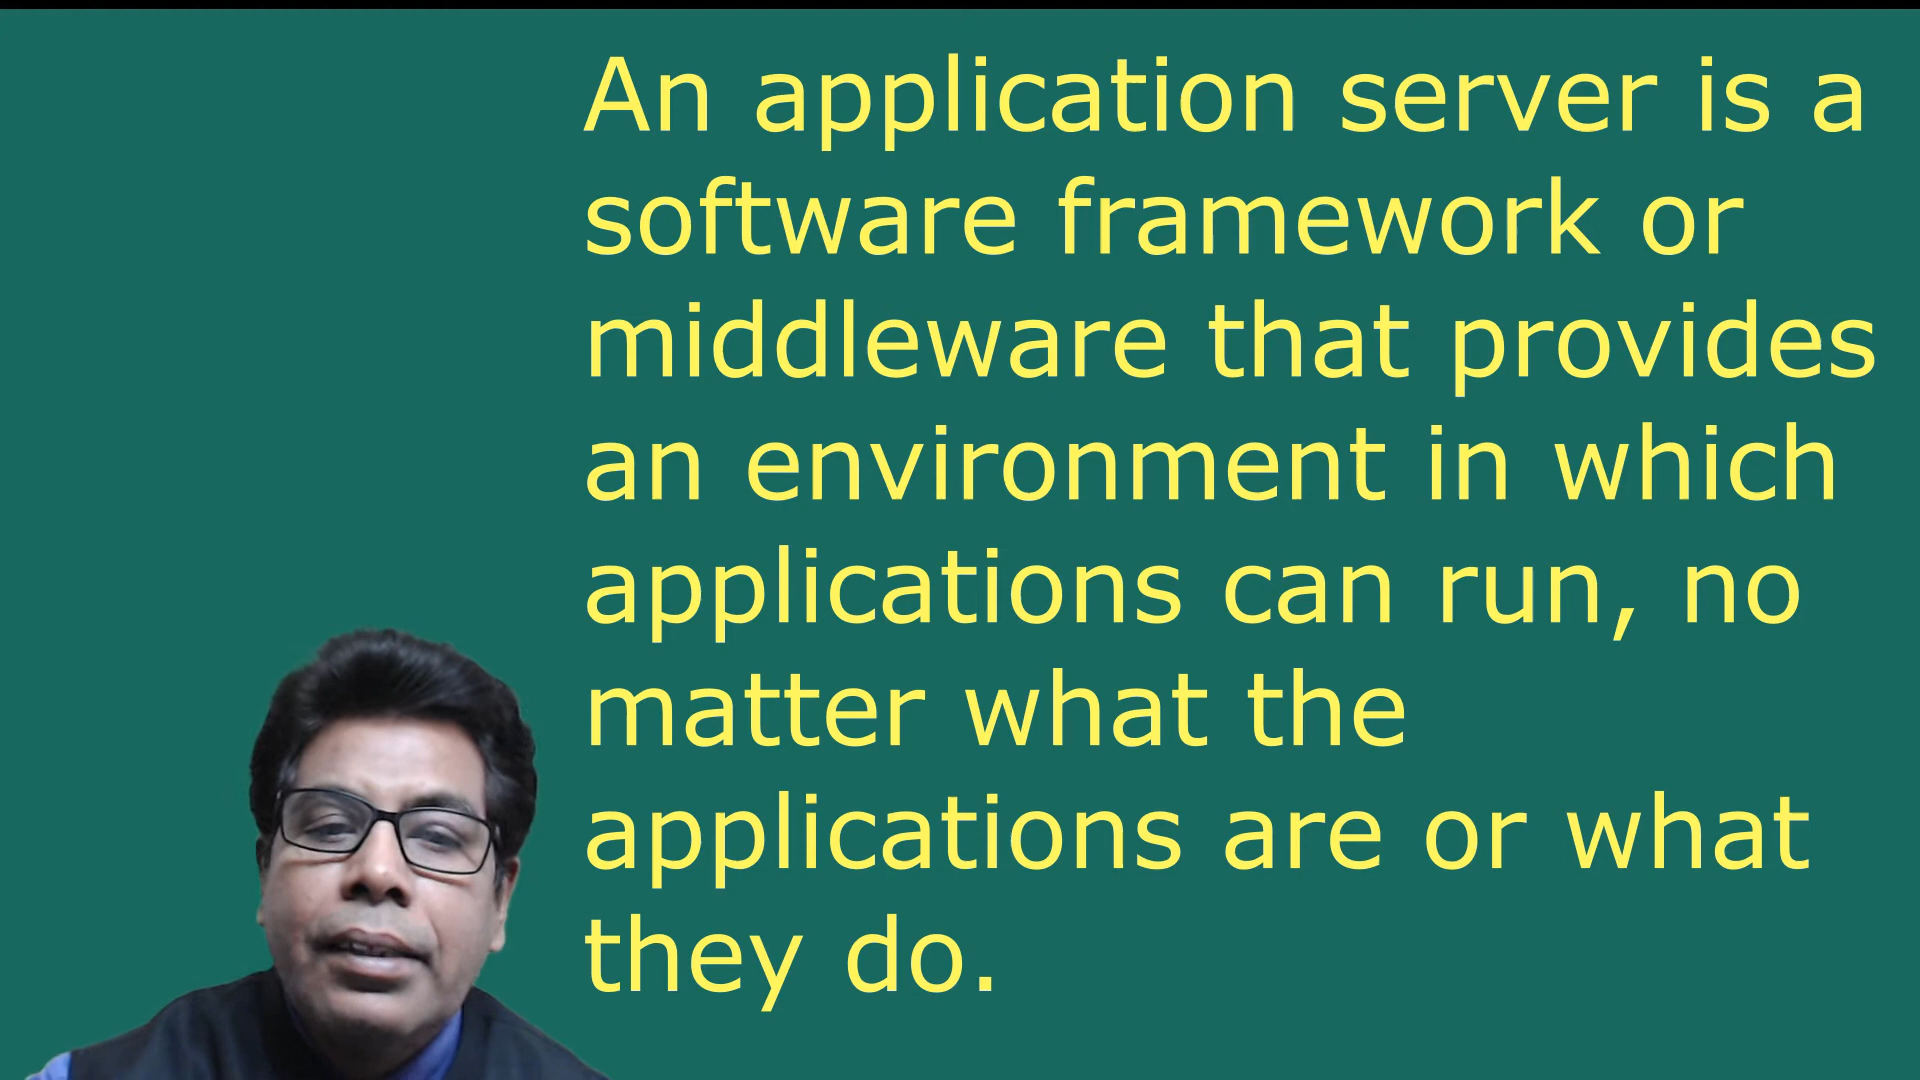 An application server is a
software framework or
middleware that provides
an environment in which
applications can run, no
matter what the
applications are or what
they do.